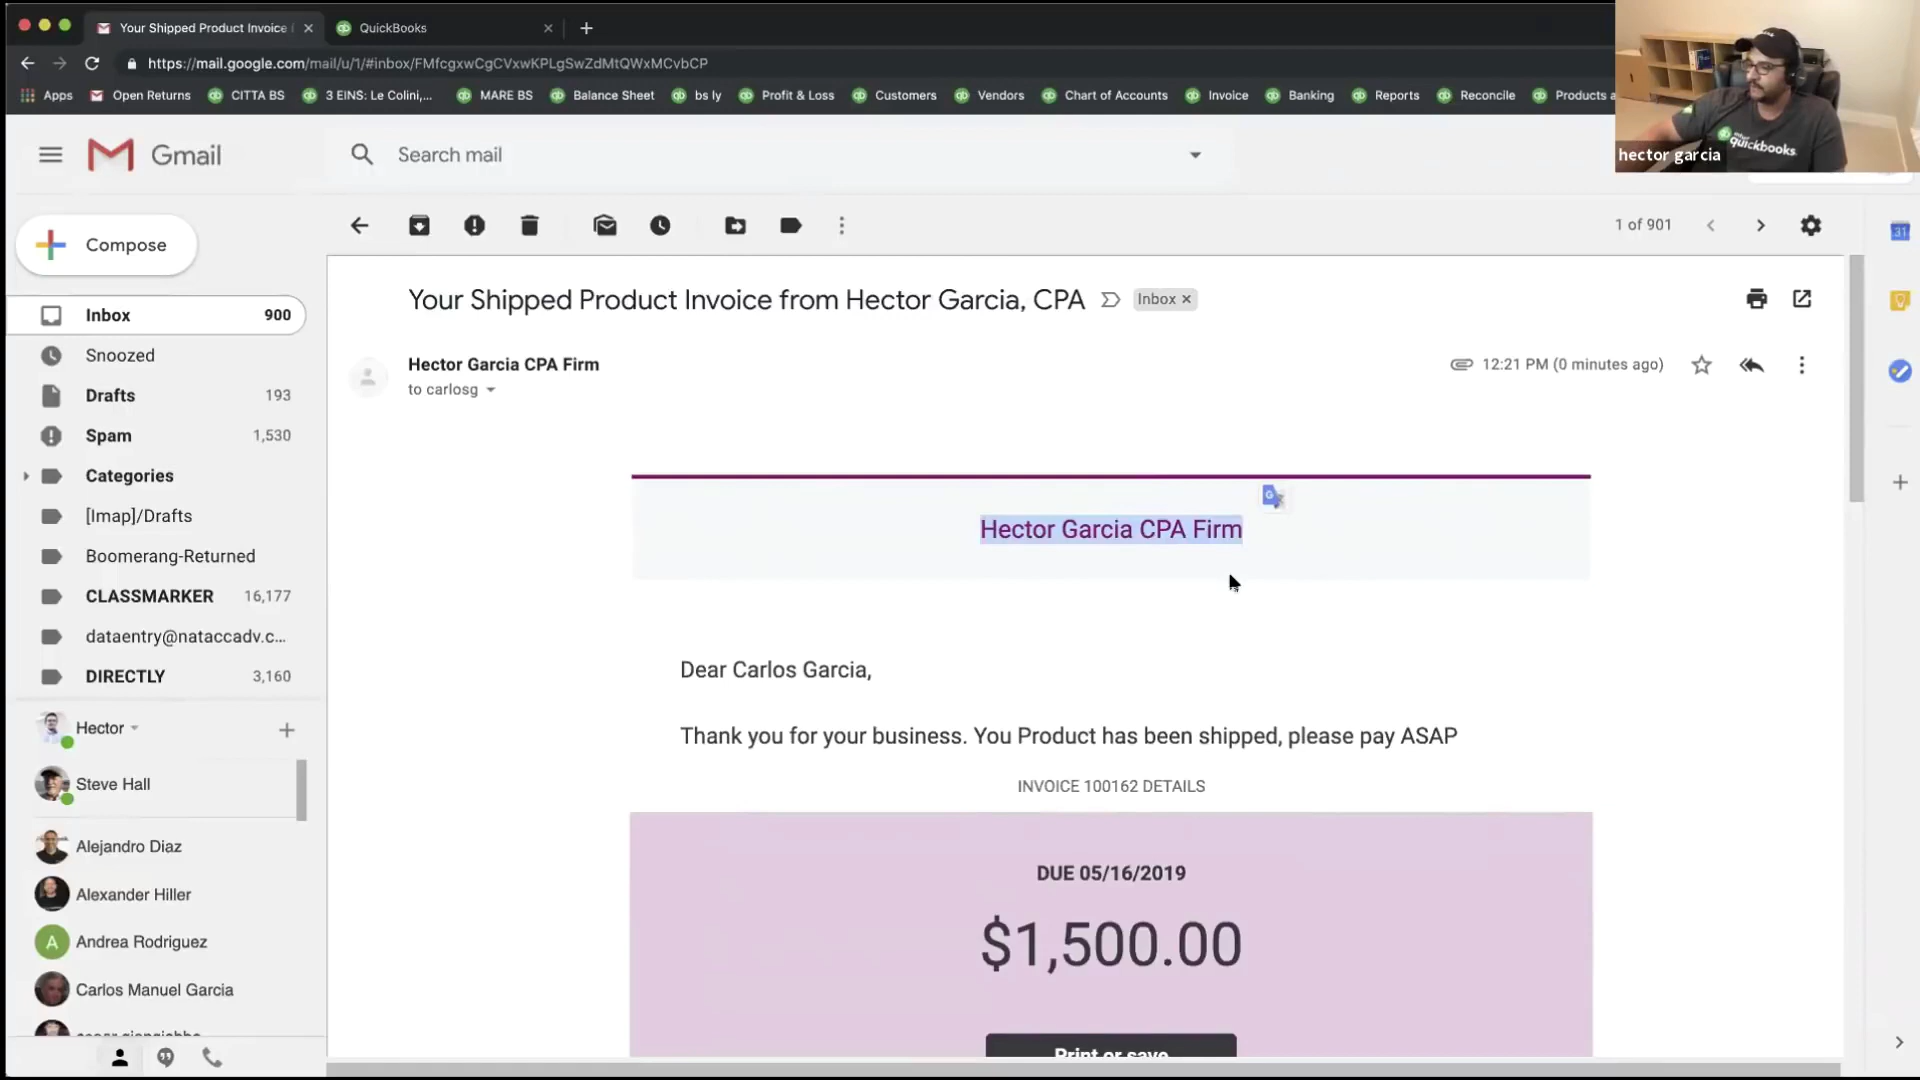 Your Shipped Product Invoice
QuickBooks
https://mail.google.com/mail/u/1/#inbox/FMfcgxwCgCVxwKPLgSwZdMtQWxMCvbCP
Apps
Open Returns
CITTA BS
3 EINS: Le Colini,...
MARE BS
Balance Sheet
bs ly
Profit & Loss
Customers
Vendors
Chart of Accounts
Invoice
Banking
Reports
Reconcile
Products a
quickbooks.
hector garcia
Gmail
Search mail
Compose
1 of 901
31
Inbox 900
Snoozed
Drafts 193
Spam 1,530
Categories
[Imap]/Drafts
Boomerang-Returned
CLASSMARKER 16,177
dataentry@nataccadv.c...
DIRECTLY 3,160
Hector
Steve Hall
Alejandro Diaz
Alexander Hiller
A Andrea Rodriguez
Carlos Manuel Garcia
Your Shipped Product Invoice from Hector Garcia, CPA
Inbox ×
Hector Garcia CPA Firm
12:21 PM (0 minutes ago)
to carlosg
G
Hector Garcia CPA Firm
Dear Carlos Garcia,
Thank you for your business. You Product has been shipped, please pay ASAP
INVOICE 100162 DETAILS
DUE 05/16/2019
$1,500.00
Print or save